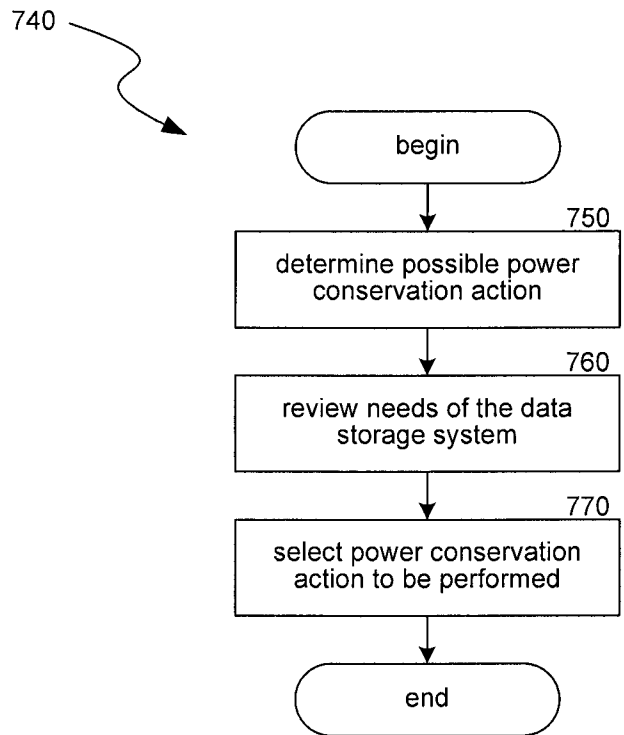 740
begin
750
determine possible power
conservation action
760
review needs of the data
storage system
770
select power conservation
action to be performed
end